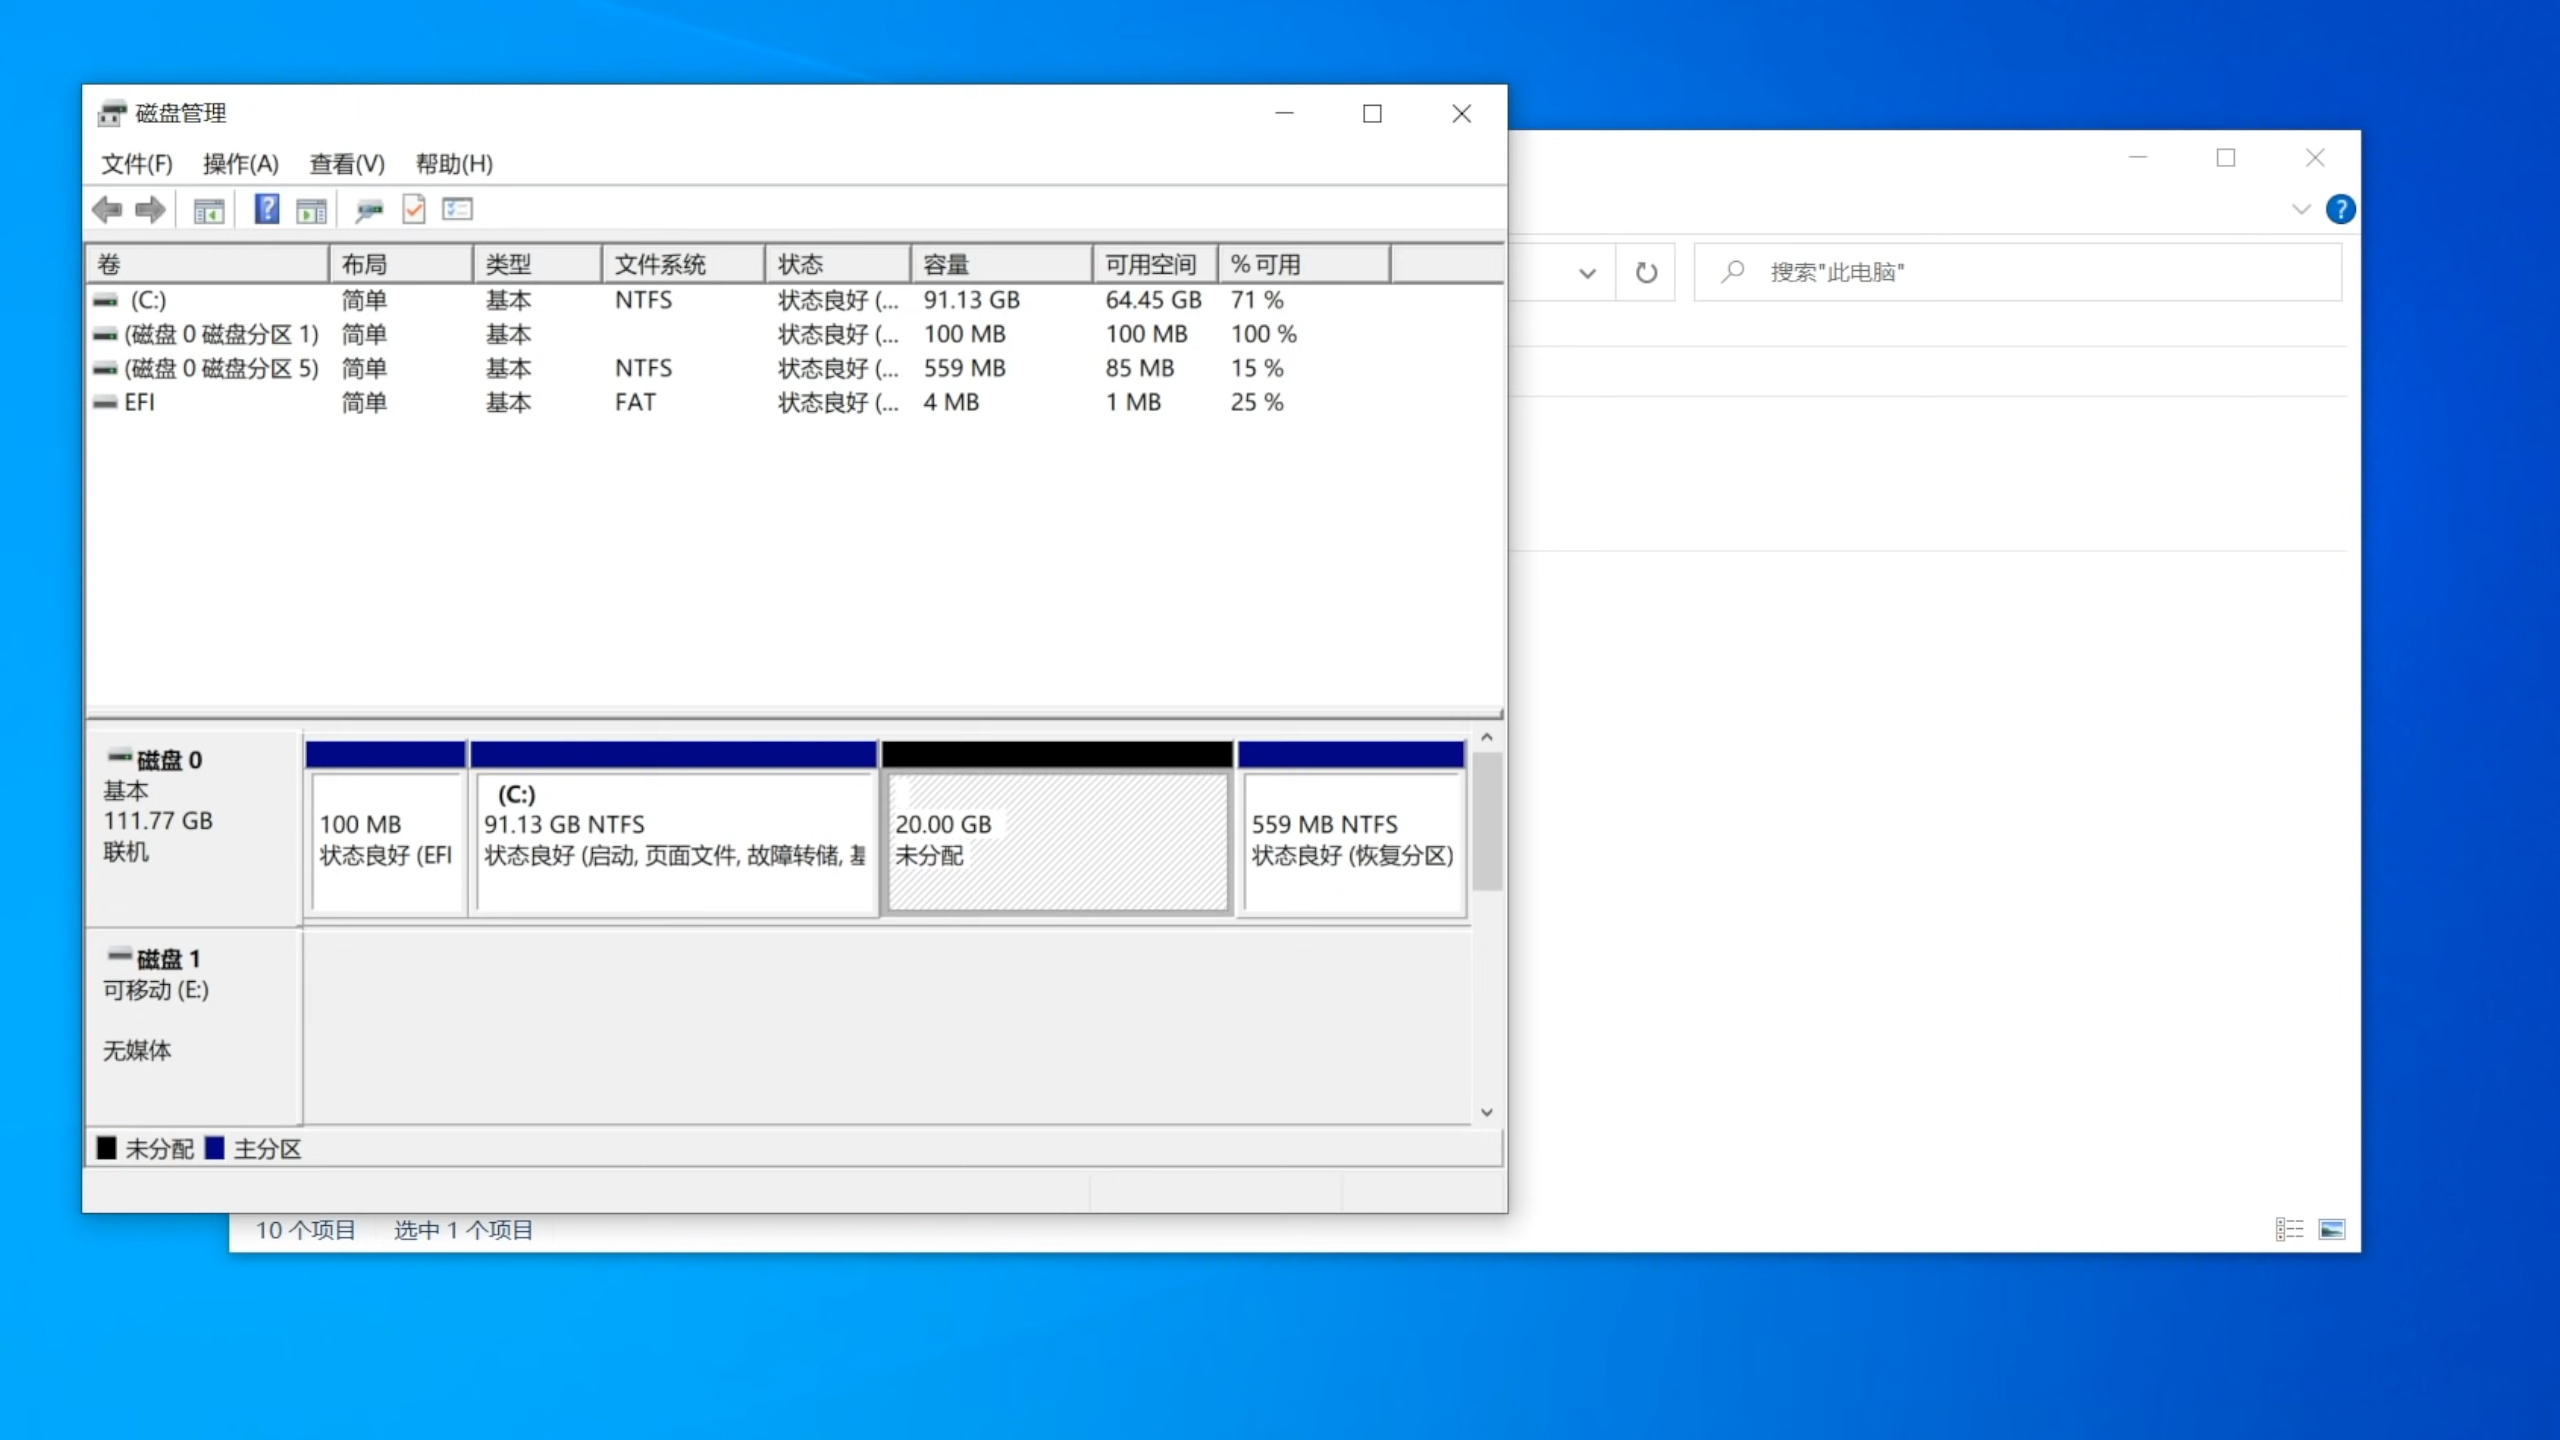 磁盘管理
文件(F) 操作(A) 查看(V) 帮助(H)
搜索"此电脑"
卷 布局 类型 文件系统 状态 容量 可用空间 % 可用
(C:) 简单 基本 NTFS 状态良好 (... 91.13 GB 64.45 GB 71 %
(磁盘 0 磁盘分区 1) 简单 基本 状态良好 (... 100 MB 100 MB 100 %
(磁盘 0 磁盘分区 5) 简单 基本 NTFS 状态良好 (... 559 MB 85 MB 15 %
EFI 简单 基本 FAT 状态良好 (... 4 MB 1 MB 25 %
磁盘 0
基本
111.77 GB
联机
100 MB
状态良好 (EFI
(C:)
91.13 GB NTFS
状态良好 (启动, 页面文件, 故障转储, 基
20.00 GB
未分配
559 MB NTFS
状态良好 (恢复分区)
磁盘 1
可移动 (E:)
无媒体
未分配 主分区
10 个项目 选中 1 个项目